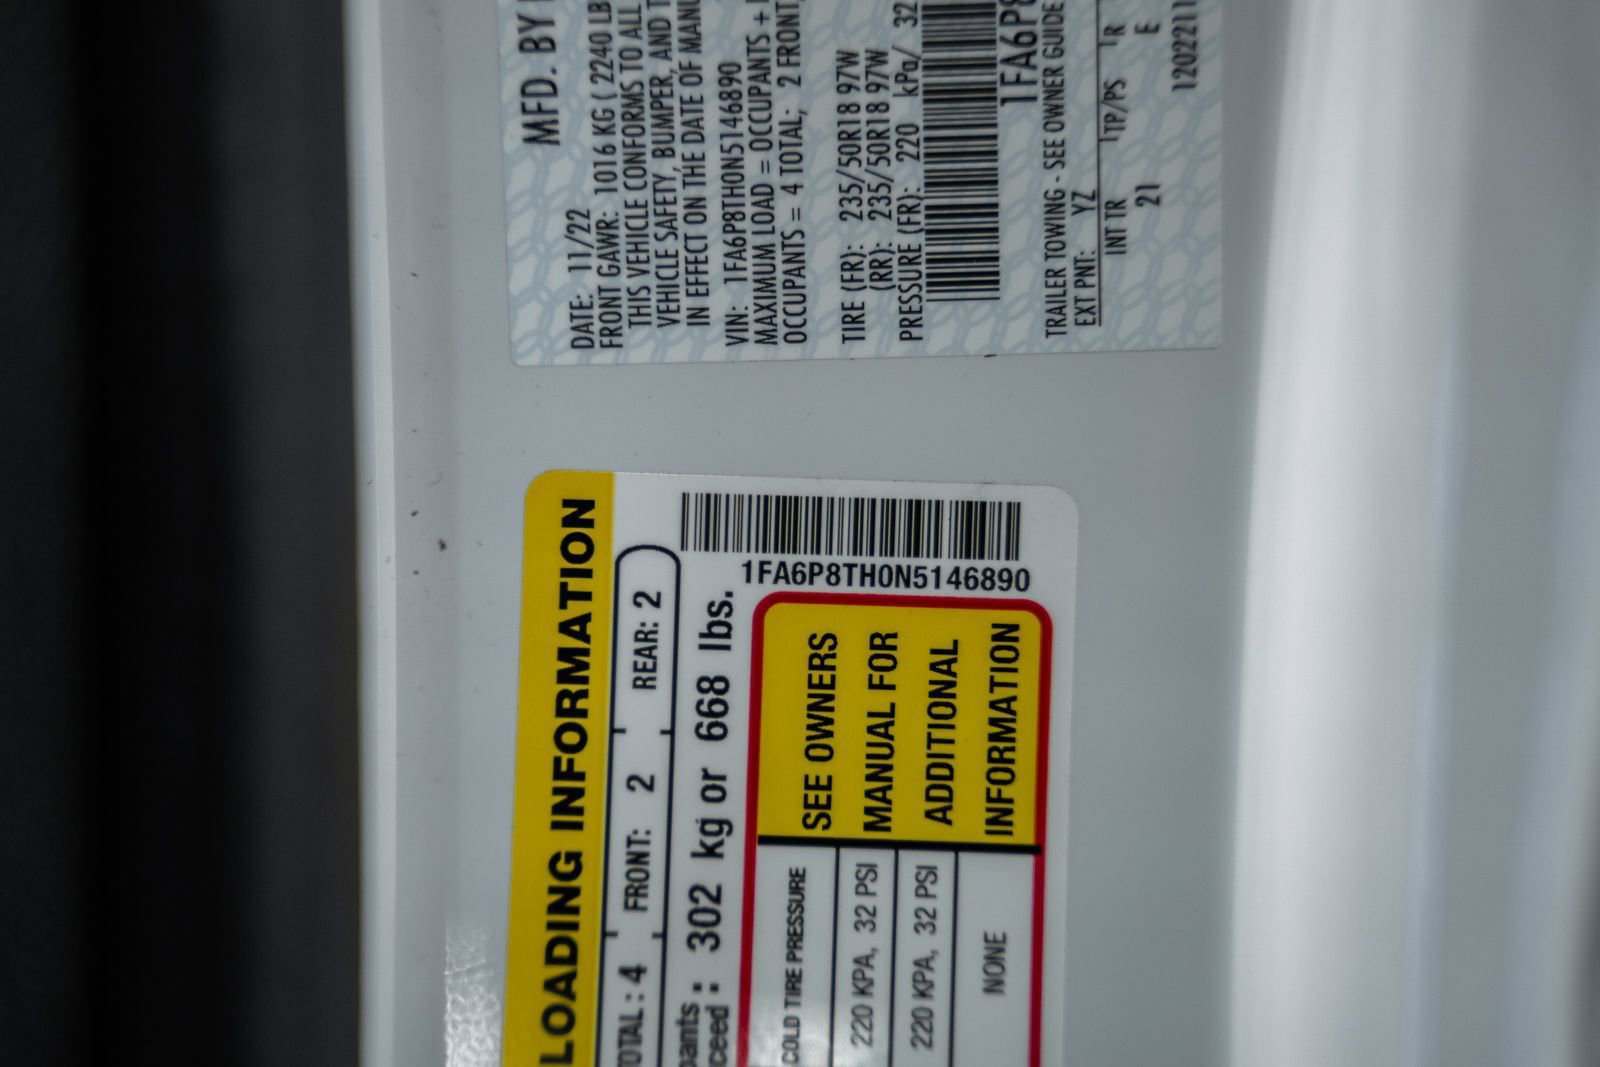 MFD. BY
DATE: 11/22
FRONT GAWR: 1016 KG ( 2240 LB
THIS VEHICLE CONFORMS TO ALL
VEHICLE SAFETY, BUMPER, AND
IN EFFECT ON THE DATE OF MANU
VIN: 1FA6P8TH0N5146890
MAXIMUM LOAD = OCCUPANTS +
OCCUPANTS = 4 TOTAL; 2 FRONT,
TIRE (FR): 235/50R18 97W
(RR): 235/50R18 97W
PRESSURE (FR): 220 kPa/ 32
1FA6P8
TRAILER TOWING - SEE OWNER GUIDE
EXT PNT: YZ
INT TR TP/PS R
21 E
1202211
LOADING INFORMATION
TOTAL : 4 FRONT: 2 REAR: 2
pants :
ceed : 302 kg or 668 lbs.
1FA6P8TH0N5146890
COLD TIRE PRESSURE
220 KPA, 32 PSI
220 KPA, 32 PSI
NONE
SEE OWNERS
MANUAL FOR
ADDITIONAL
INFORMATION